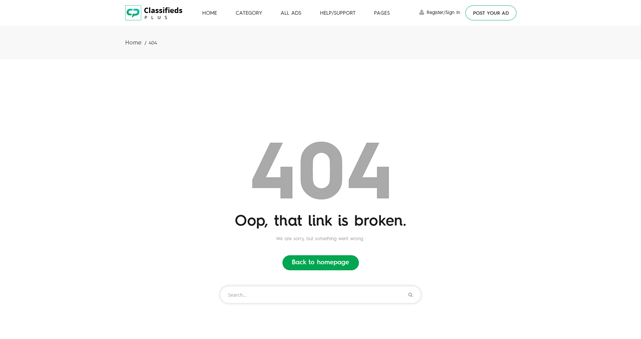 Classifieds
PLUS
HOME CATEGORY ALL ADS HELP/SUPPORT PAGES Register/Sign In POST YOUR AD
Home / 404
404
Oop, that link is broken.
We are sorry, but something went wrong
Back to homepage
Search...